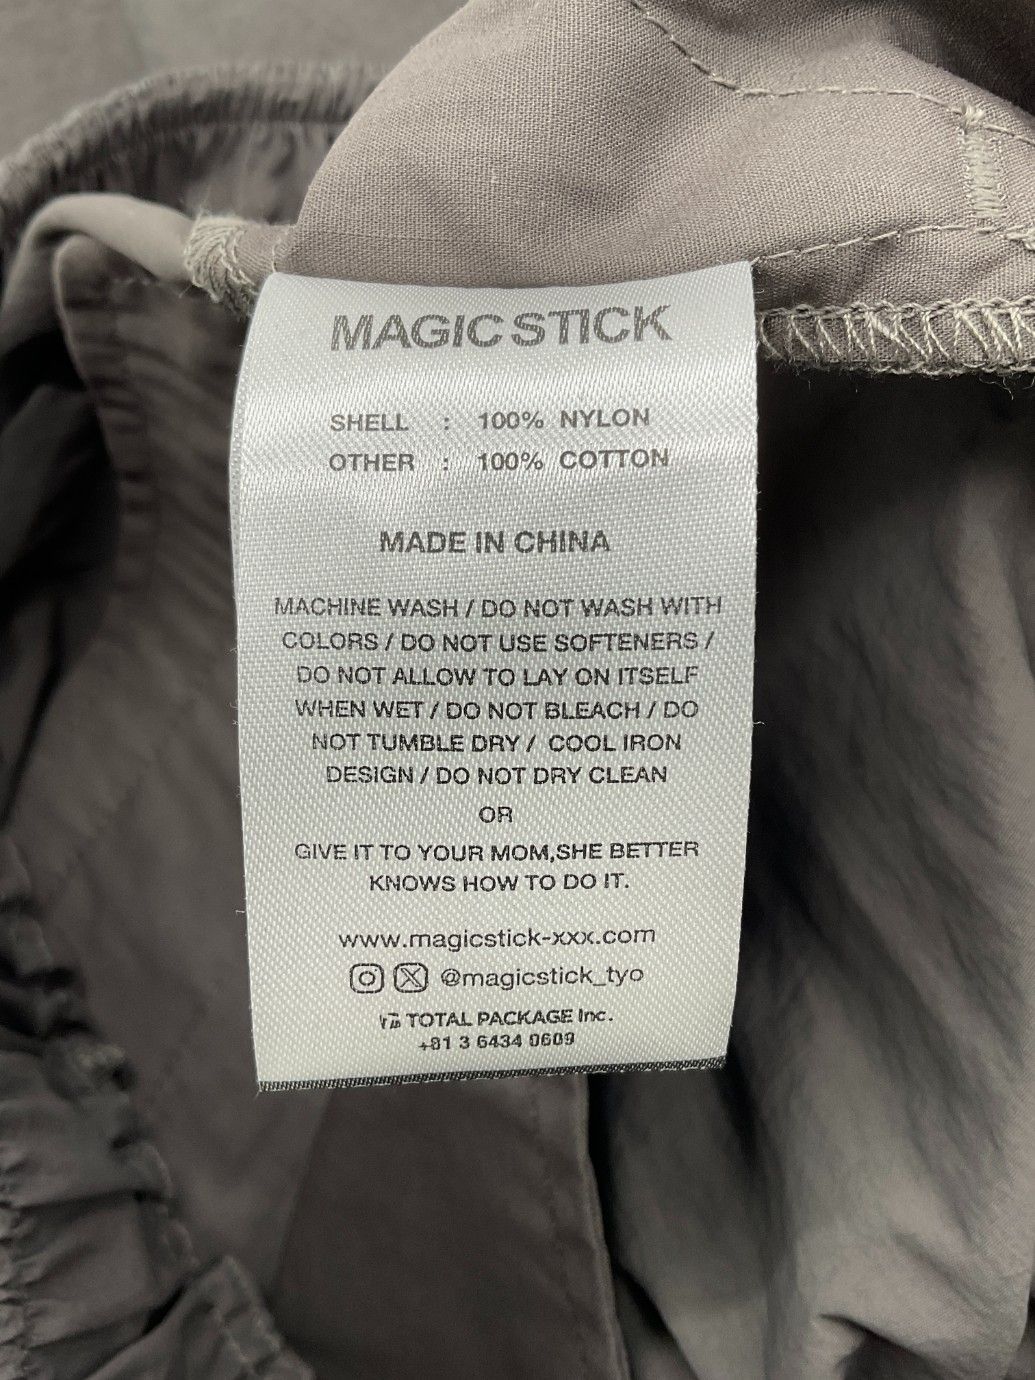 MAGIC STICK
SHELL : 100% NYLON
OTHER : 100% COTTON
MADE IN CHINA
MACHINE WASH / DO NOT WASH WITH
COLORS / DO NOT USE SOFTENERS /
DO NOT ALLOW TO LAY ON ITSELF
WHEN WET / DO NOT BLEACH / DO
NOT TUMBLE DRY / COOL IRON
DESIGN / DO NOT DRY CLEAN
OR
GIVE IT TO YOUR MOM,SHE BETTER
KNOWS HOW TO DO IT.
www.magicstick-xxx.com
@magicstick_tyo
TOTAL PACKAGE Inc.
+81 3 6434 0609